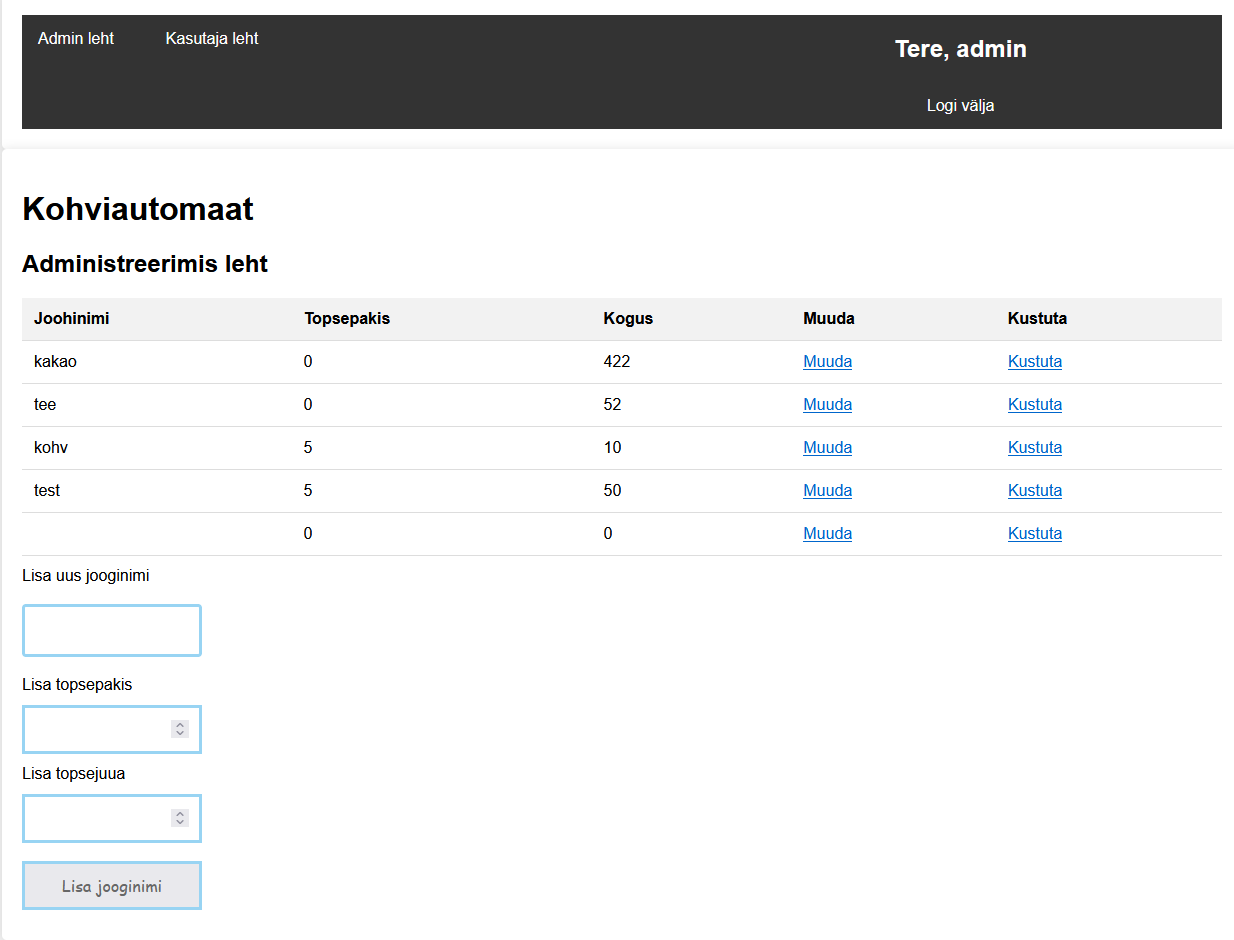 Admin leht Kasutaja leht Tere, admin
Logi välja
Kohviautomaat
Administreerimis leht
Joohinimi Topsepakis Kogus Muuda Kustuta
kakao 0 422 Muuda Kustuta
tee 0 52 Muuda Kustuta
kohv 5 10 Muuda Kustuta
test 5 50 Muuda Kustuta
0 0 Muuda Kustuta
Lisa uus jooginimi
Lisa topsepakis
Lisa topsejuua
Lisa jooginimi